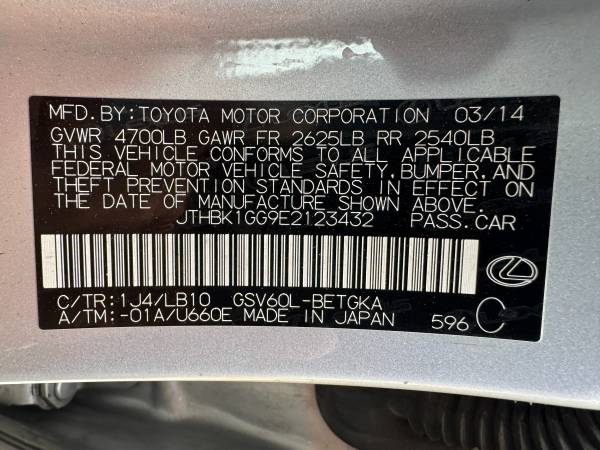 MFD.BY:TOYOTA MOTOR CORPORATION 03/14
GVWR 4700LB GAWR FR 2625LB RR 2540LB
THIS VEHICLE CONFORMS TO ALL APPLICABLE
FEDERAL MOTOR VEHICLE SAFETY,BUMPER,AND
THEFT PREVENTION STANDARDS IN EFFECT ON
THE DATE OF MANUFACTURE SHOWN ABOVE.
JTHBK1GG9E2123432 PASS.CAR
C/TR:1J4/LB10 GSV60L-BETGKA
A/TM:-01A/U660E MADE IN JAPAN 596 C